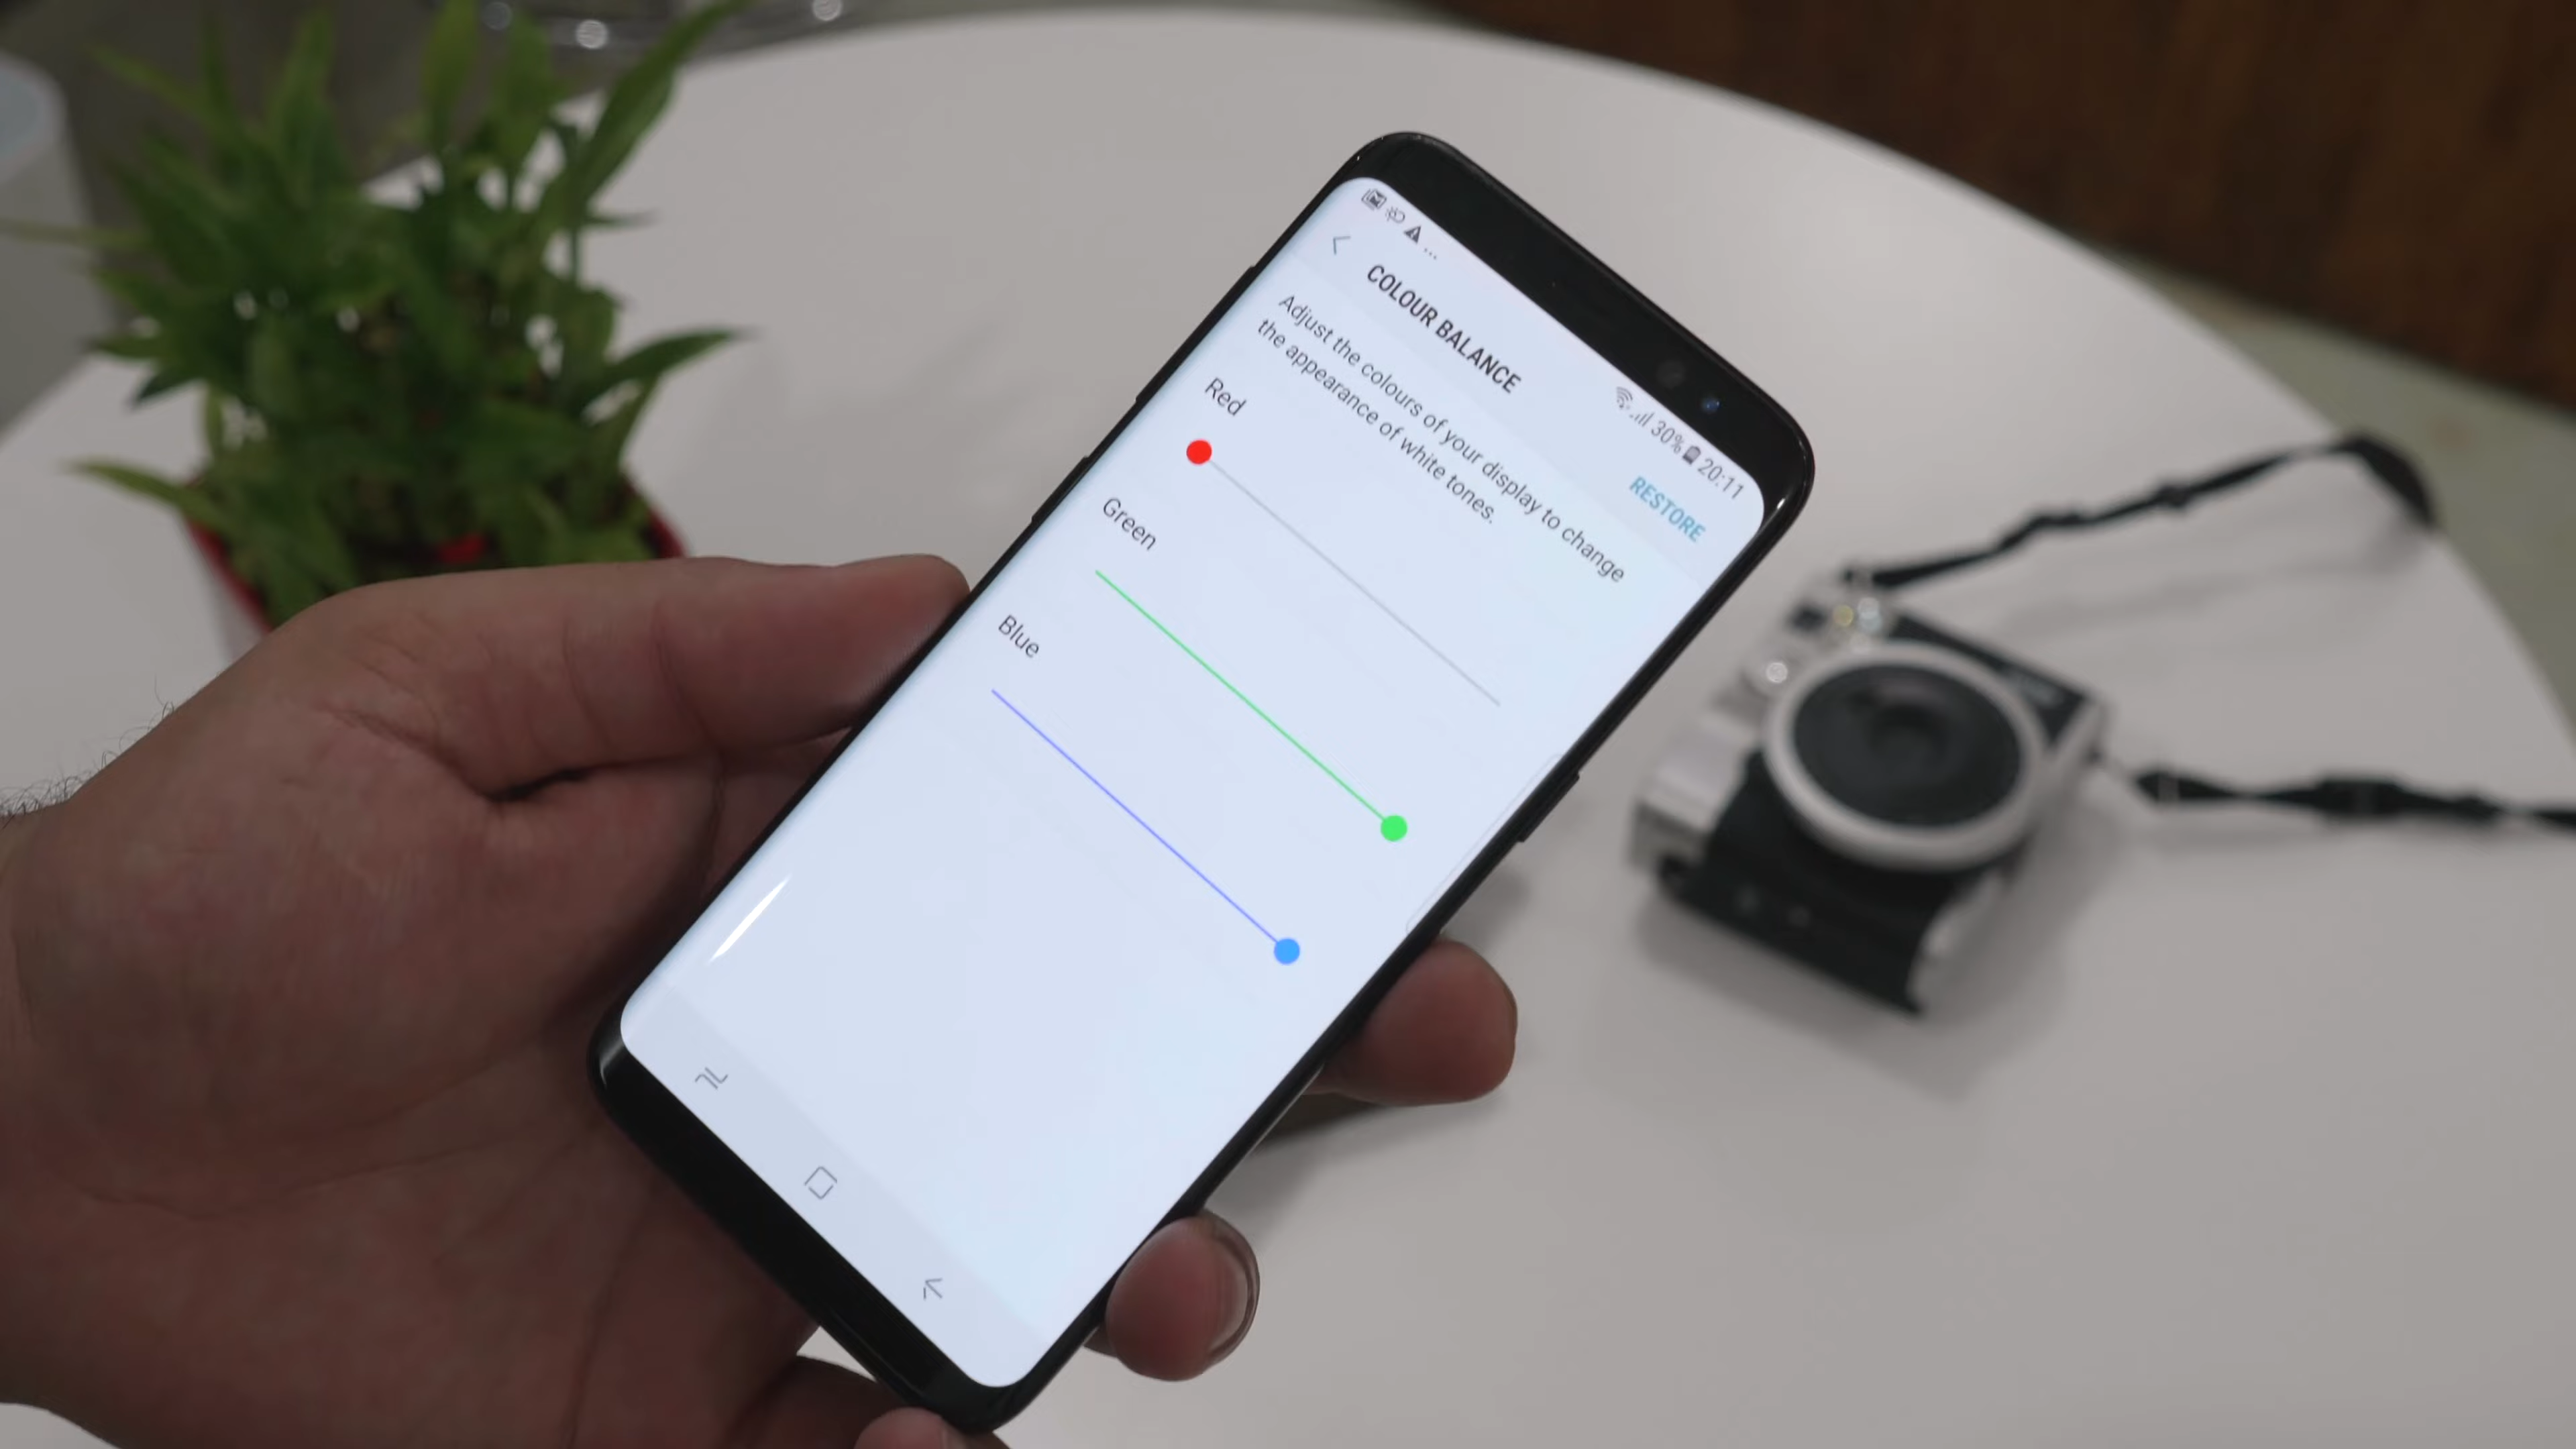 30% 20:11
COLOUR BALANCE
RESTORE
Adjust the colours of your display to change
the appearance of white tones.
Red
Green
Blue